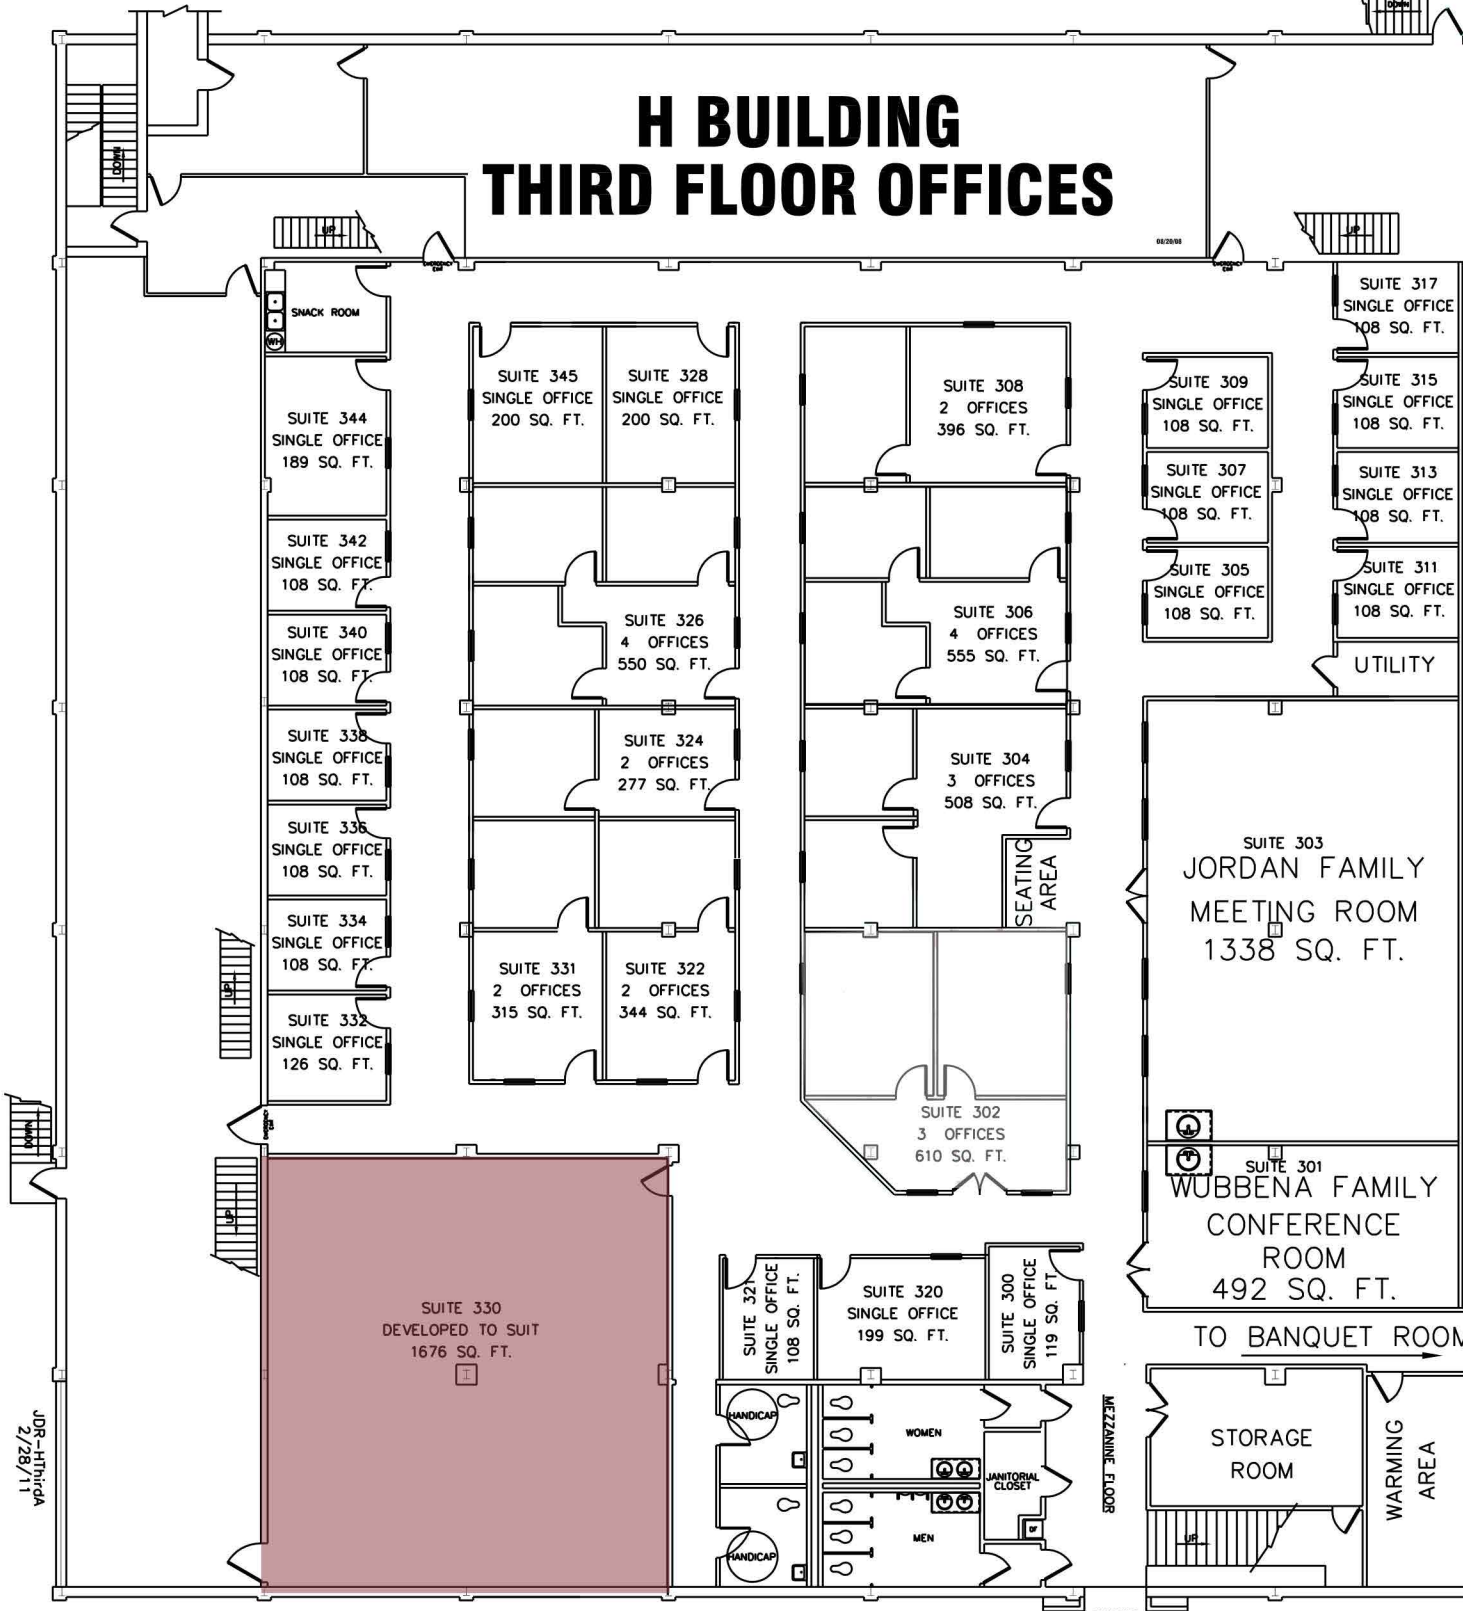 DOWN
H BUILDING
THIRD FLOOR OFFICES
08/20/08
DOWN
UP
UP
EMERGENCY
EXIT
EMERGENCY
EXIT
SNACK ROOM
WH
SUITE 317
SINGLE OFFICE
108 SQ. FT.
SUITE 344
SINGLE OFFICE
189 SQ. FT.
SUITE 345
SINGLE OFFICE
200 SQ. FT.
SUITE 328
SINGLE OFFICE
200 SQ. FT.
SUITE 308
2 OFFICES
396 SQ. FT.
SUITE 309
SINGLE OFFICE
108 SQ. FT.
SUITE 315
SINGLE OFFICE
108 SQ. FT.
SUITE 307
SINGLE OFFICE
108 SQ. FT.
SUITE 313
SINGLE OFFICE
108 SQ. FT.
SUITE 342
SINGLE OFFICE
108 SQ. FT.
SUITE 305
SINGLE OFFICE
108 SQ. FT.
SUITE 311
SINGLE OFFICE
108 SQ. FT.
SUITE 340
SINGLE OFFICE
108 SQ. FT.
SUITE 326
4 OFFICES
550 SQ. FT.
SUITE 306
4 OFFICES
555 SQ. FT.
UTILITY
SUITE 338
SINGLE OFFICE
108 SQ. FT.
SUITE 324
2 OFFICES
277 SQ. FT.
SUITE 304
3 OFFICES
508 SQ. FT.
SEATING
AREA
SUITE 336
SINGLE OFFICE
108 SQ. FT.
SUITE 303
JORDAN FAMILY
MEETING ROOM
1338 SQ. FT.
SUITE 334
SINGLE OFFICE
108 SQ. FT.
UP
SUITE 331
2 OFFICES
315 SQ. FT.
SUITE 322
2 OFFICES
344 SQ. FT.
SUITE 332
SINGLE OFFICE
126 SQ. FT.
EMERGENCY
EXIT
DOWN
SUITE 302
3 OFFICES
610 SQ. FT.
SUITE 301
WUBBENA FAMILY
CONFERENCE
ROOM
492 SQ. FT.
UP
SUITE 330
DEVELOPED TO SUIT
1676 SQ. FT.
SUITE 321
SINGLE OFFICE
108 SQ. FT.
SUITE 320
SINGLE OFFICE
199 SQ. FT.
SUITE 300
SINGLE OFFICE
119 SQ. FT.
TO BANQUET ROOM
HANDICAP
WOMEN
JANITORIAL
CLOSET
DF
MEN
HANDICAP
MEZZANINE FLOOR
STORAGE
ROOM
WARMING
AREA
UP
JDR-HThirdA
2/28/11